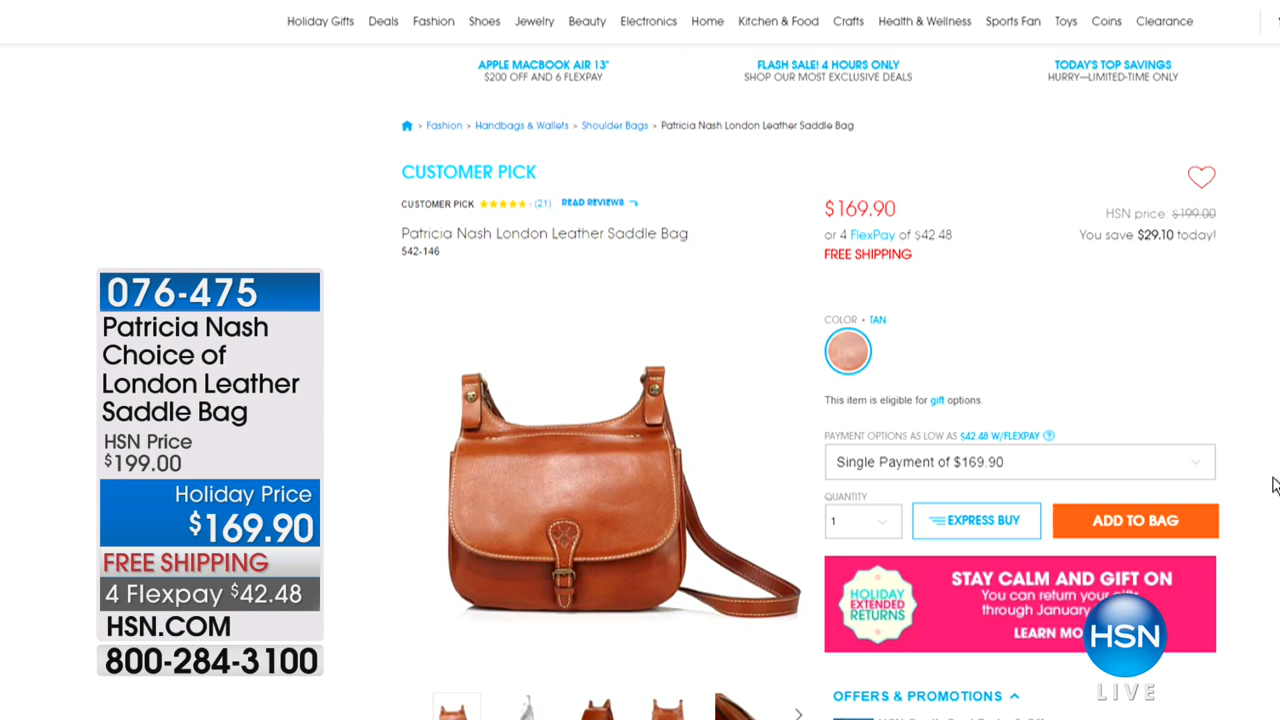 Holiday Gifts Deals Fashion Shoes Jewelry Beauty Electronics Home Kitchen & Food Crafts Health & Wellness Sports Fan Toys Coins Clearance
APPLE MACBOOK AIR 13"
$200 OFF AND 6 FLEXPAY
FLASH SALE! 4 HOURS ONLY
SHOP OUR MOST EXCLUSIVE DEALS
TODAY'S TOP SAVINGS
HURRY—LIMITED-TIME ONLY
> Fashion > Handbags & Wallets > Shoulder Bags > Patricia Nash London Leather Saddle Bag
CUSTOMER PICK
CUSTOMER PICK (21) READ REVIEWS
Patricia Nash London Leather Saddle Bag
542-146
$169.90
HSN price: $199.00
or 4 FlexPay of $42.48
You save $29.10 today!
FREE SHIPPING
076-475
Patricia Nash
Choice of
London Leather
Saddle Bag
HSN Price
$199.00
Holiday Price
$169.90
FREE SHIPPING
4 Flexpay $42.48
HSN.COM
800-284-3100
COLOR • TAN
This item is eligible for gift options.
PAYMENT OPTIONS AS LOW AS $42.48 W/FLEXPAY ?
Single Payment of $169.90
QUANTITY
1
EXPRESS BUY
ADD TO BAG
HOLIDAY
EXTENDED
RETURNS
STAY CALM AND GIFT ON
You can return your
through January
LEARN
HSN
LIVE
OFFERS & PROMOTIONS